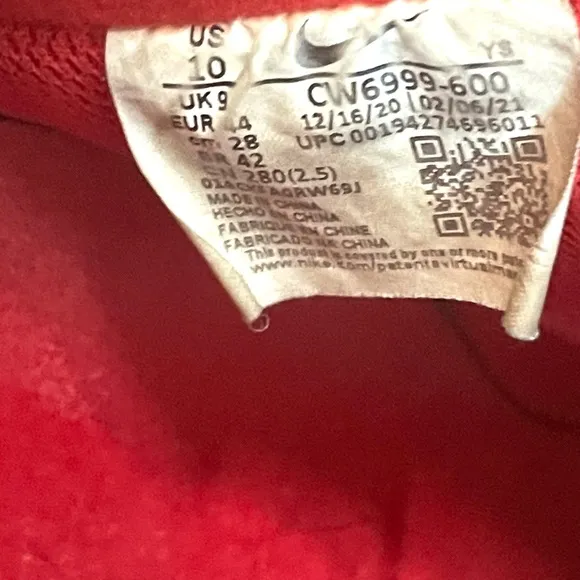 US
10
YS
CW6999-600
UK 9
12/16/20 02/06/21
EUR 44
UPC 00194274696011
cm 28
BR 42
CN 280(2.5)
MADE IN CHINA
HECHO EN CHINA
FABRIQUE EN CHINE
FABRICADO NA CHINA
This product is covered by one or more
www.nike.com/patents